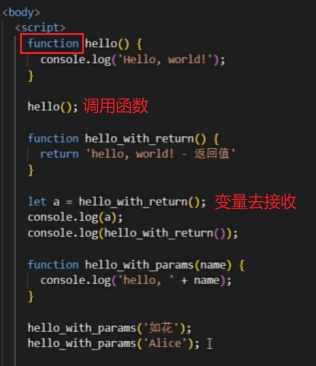 <body>
<script>
function hello() {
console.log('Hello, world!');
}
hello(); 调用函数
function hello_with_return() {
return 'hello, world! - 返回值'
}
let a = hello_with_return(); 变量去接收
console.log(a);
console.log(hello_with_return());
function hello_with_params(name) {
console.log('hello, ' + name);
}
hello_with_params('如花');
hello_with_params('Alice');